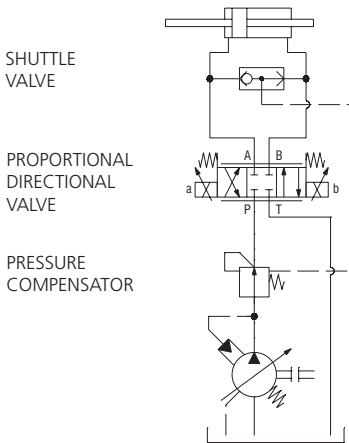 SHUTTLE
VALVE
A B
PROPORTIONAL
DIRECTIONAL
VALVE
a b
P T
PRESSURE
COMPENSATOR